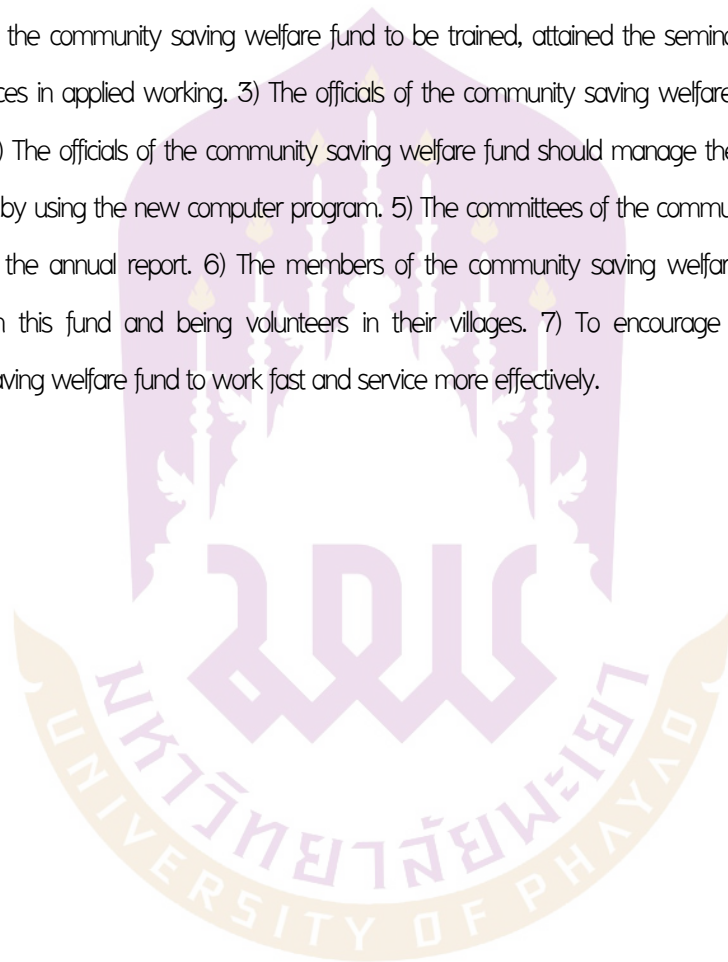 the community saving welfare fund to be trained, attained the semin
ces in applied working. 3) The officials of the community saving welfare
) The officials of the community saving welfare fund should manage the
by using the new computer program. 5) The committees of the commu
the annual report. 6) The members of the community saving welfar
this fund and being volunteers in their villages. 7) To encourage
ving welfare fund to work fast and service more effectively.
มหาวิทยาลัยพะเยา
UNIVERSITY OF PHAYAO